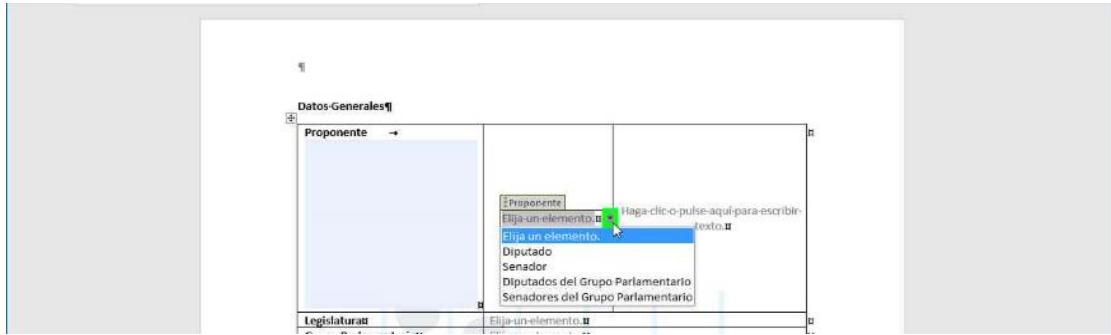 ¶
Datos·Generales¶
Proponente → ¤
Proponente
Elija·un·elemento.¤
Haga·clic·o·pulse·aquí·para·escribir·
texto.¤
Elija un elemento.
Diputado
Senador
Diputados del Grupo Parlamentario
Senadores del Grupo Parlamentario
¤
Legislatura¤ Elija·un·elemento.¤ ¤